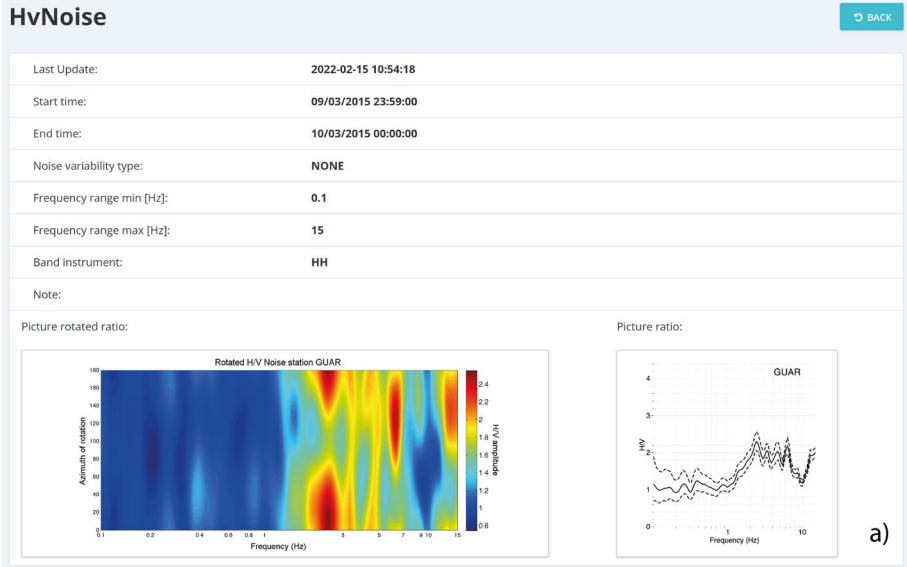 HvNoise
BACK
Last Update: 2022-02-15 10:54:18
Start time: 09/03/2015 23:59:00
End time: 10/03/2015 00:00:00
Noise variability type: NONE
Frequency range min [Hz]: 0.1
Frequency range max [Hz]: 15
Band instrument: HH
Note:
Picture rotated ratio:
Rotated H/V Noise station GUAR
Azimuth of rotation
180
160
140
120
100
80
60
40
20
0
0.1 0.2 0.4 0.6 0.8 1 3 5 7 9 10 15
Frequency (Hz)
2.4
2.2
2
1.8
1.6
1.4
1.2
1
0.8
H/V amplitude
Picture ratio:
GUAR
H/V
4
3
2
1
0
1 10
Frequency (Hz)
a)